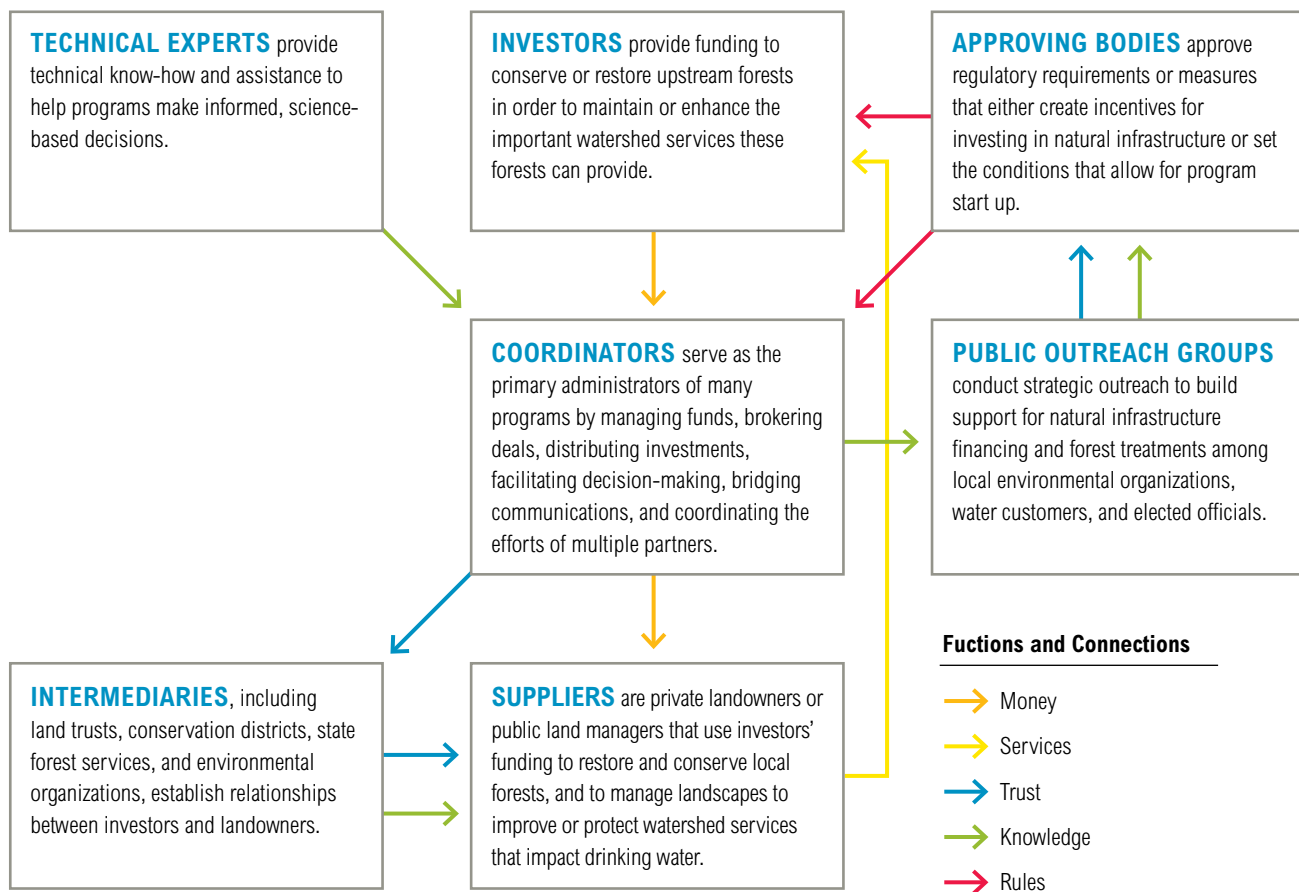 TECHNICAL EXPERTS provide
technical know-how and assistance to
help programs make informed, science-
based decisions.
INVESTORS provide funding to
conserve or restore upstream forests
in order to maintain or enhance the
important watershed services these
forests can provide.
APPROVING BODIES approve
regulatory requirements or measures
that either create incentives for
investing in natural infrastructure or set
the conditions that allow for program
start up.
COORDINATORS serve as the
primary administrators of many
programs by managing funds, brokering
deals, distributing investments,
facilitating decision-making, bridging
communications, and coordinating the
efforts of multiple partners.
PUBLIC OUTREACH GROUPS
conduct strategic outreach to build
support for natural infrastructure
financing and forest treatments among
local environmental organizations,
water customers, and elected officials.
INTERMEDIARIES, including
land trusts, conservation districts, state
forest services, and environmental
organizations, establish relationships
between investors and landowners.
SUPPLIERS are private landowners or
public land managers that use investors’
funding to restore and conserve local
forests, and to manage landscapes to
improve or protect watershed services
that impact drinking water.
Fuctions and Connections
Money
Services
Trust
Knowledge
Rules